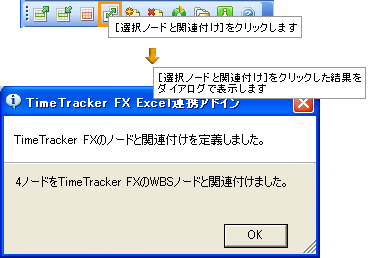 [選択ノードと関連付け]をクリックします
[選択ノードと関連付け]をクリックした結果を
ダイアログで表示します
TimeTracker FX Excel連携アドイン
TimeTracker FXのノードと関連付けを定義しました。
4ノードをTimeTracker FXのWBSノードと関連付けました。
OK